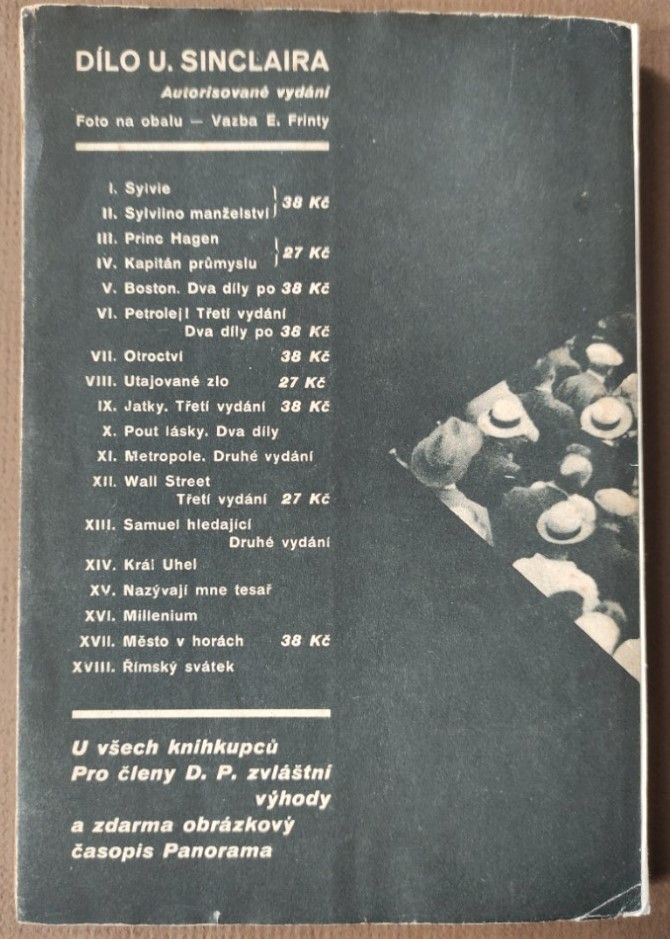 DÍLO U. SINCLAIRA
Autorisované vydání
Foto na obalu — Vazba E. Frinty
I. Sylvie
II. Sylviino manželství } 38 Kč
III. Princ Hagen
IV. Kapitán průmyslu } 27 Kč
V. Boston. Dva díly po 38 Kč
VI. Petrolej! Třetí vydání
Dva díly po 38 Kč
VII. Otroctví 38 Kč
VIII. Utajované zlo 27 Kč
IX. Jatky. Třetí vydání 38 Kč
X. Pout lásky. Dva díly
XI. Metropole. Druhé vydání
XII. Wall Street
Třetí vydání 27 Kč
XIII. Samuel hledající
Druhé vydání
XIV. Král Uhel
XV. Nazývají mne tesař
XVI. Millenium
XVII. Město v horách 38 Kč
XVIII. Římský svátek
U všech knihkupců
Pro členy D. P. zvláštní
výhody
a zdarma obrázkový
časopis Panorama